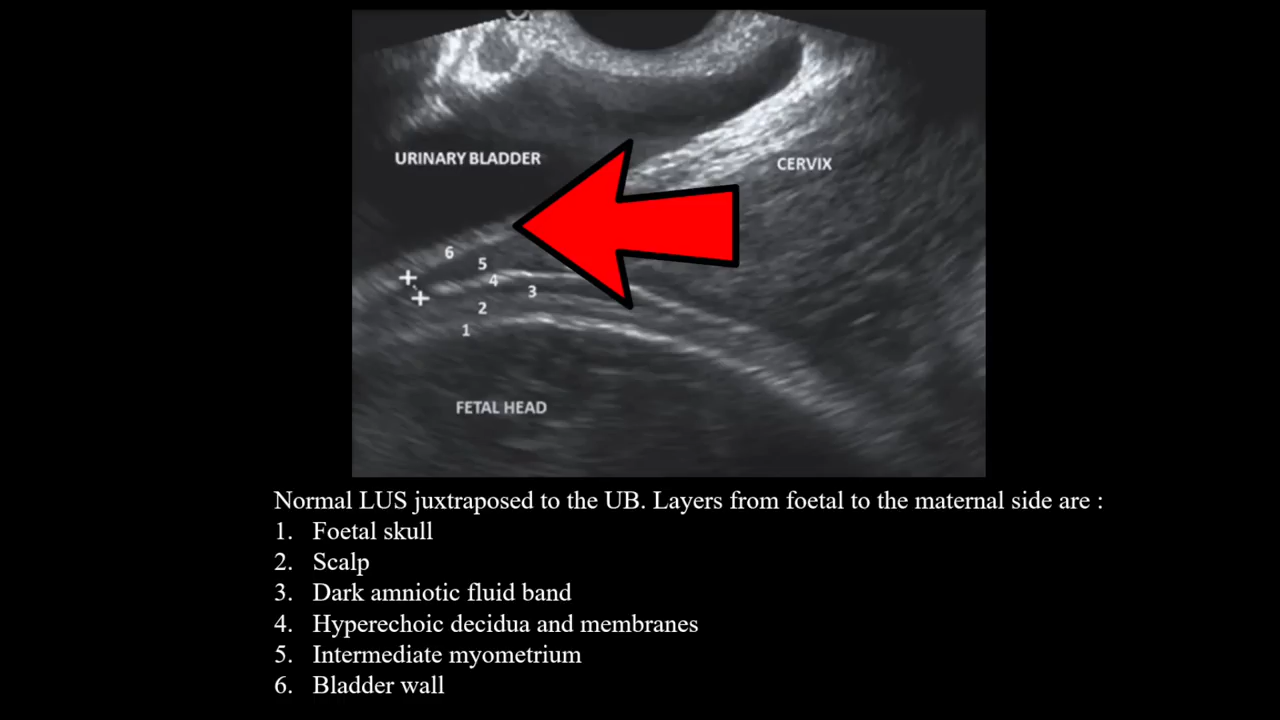 URINARY BLADDER
CERVIX
6
5
4
3
2
1
FETAL HEAD
Normal LUS juxtraposed to the UB. Layers from foetal to the maternal side are :
1. Foetal skull
2. Scalp
3. Dark amniotic fluid band
4. Hyperechoic decidua and membranes
5. Intermediate myometrium
6. Bladder wall